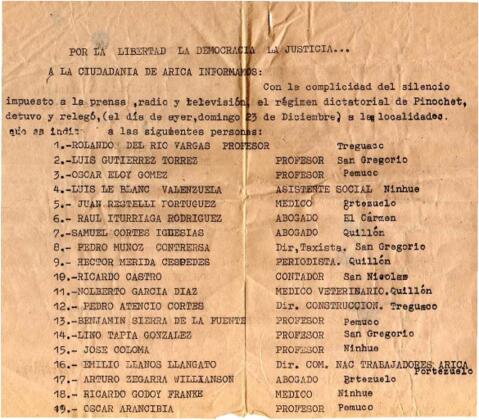 POR LA LIBERTAD LA DEMOCRACIA LA JUSTICIA...
A LA CIUDADANIA DE ARICA INFORMAMOS:
Con la complicidad del silencio
impuesto a la prensa ,radio y televisión, el régimen dictatorial de Pinochet,
detuvo y relegó,(el día de ayer,domingo 23 de Diciembre) a las localidades.
que se a las siguientes personas:
1.-ROLANDO DEL RIO VARGAS PROFESOR Treguaco
2.-LUIS GUTIERREZ TORREZ PROFESOR San Gregorio
3.-OSCAR ELOY GOMEZ PROFESOR Pemuco
4.-LUIS LE BLANC VALENZUELA ASISTENTE SOCIAL Ninhue
5.- JUAN RESTELLI PORTUGUEZ MEDICO Prtezuelo
6.- RAUL ITURRIAGA RODRIGUEZ ABOGADO El Cármen
7.-SAMUEL CORTES IGLESIAS ABOGADO Quillón
8.- PEDRO MUÑOZ CONTRERSA Dir,Taxista. San Gregorio
9.- HECTOR MERIDA CESPEDES PERIODISTA. Quillón
10.-RICARDO CASTRO CONTADOR San Nicolas
11.-NOLBERTO GARCIA DIAZ MEDICO VETERINARIO.Quillón
12.-PEDRO ATENCIO CORTES Dir. CONSTRUCCION. Treguaco
13.-BENJAMIN SIERRA DE LA FUENTE PROFESOR Pemuco
14.-LINO TAPIA GONZALEZ PROFESOR San Gregorio
15.- JOSE COLOMA PROFESOR Ninhue
16.-EMILIO LLANOS LLANGATO Dir. COM. NAC TRABAJADORES ARICA Portezuelo
17.- ARTURO ZEGARRA WILLIANSON ABOGADO Prtezuelo
18.- RICARDO GODOY FRANKE MEDICO Ninhue
19.- OSCAR ARANCIBIA PROFESOR Pemuco